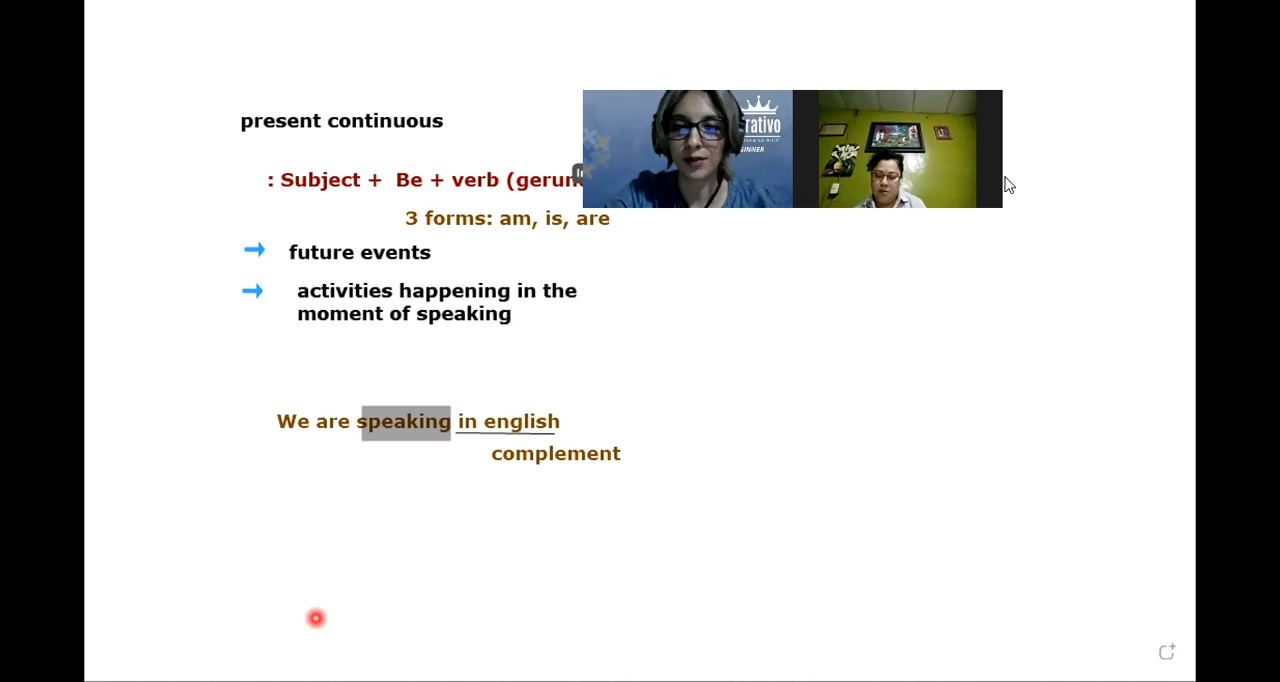 present continuous
: Subject + Be + verb
3 forms: am, is, are
future events
activities happening in the
moment of speaking
We are speaking in english
complement